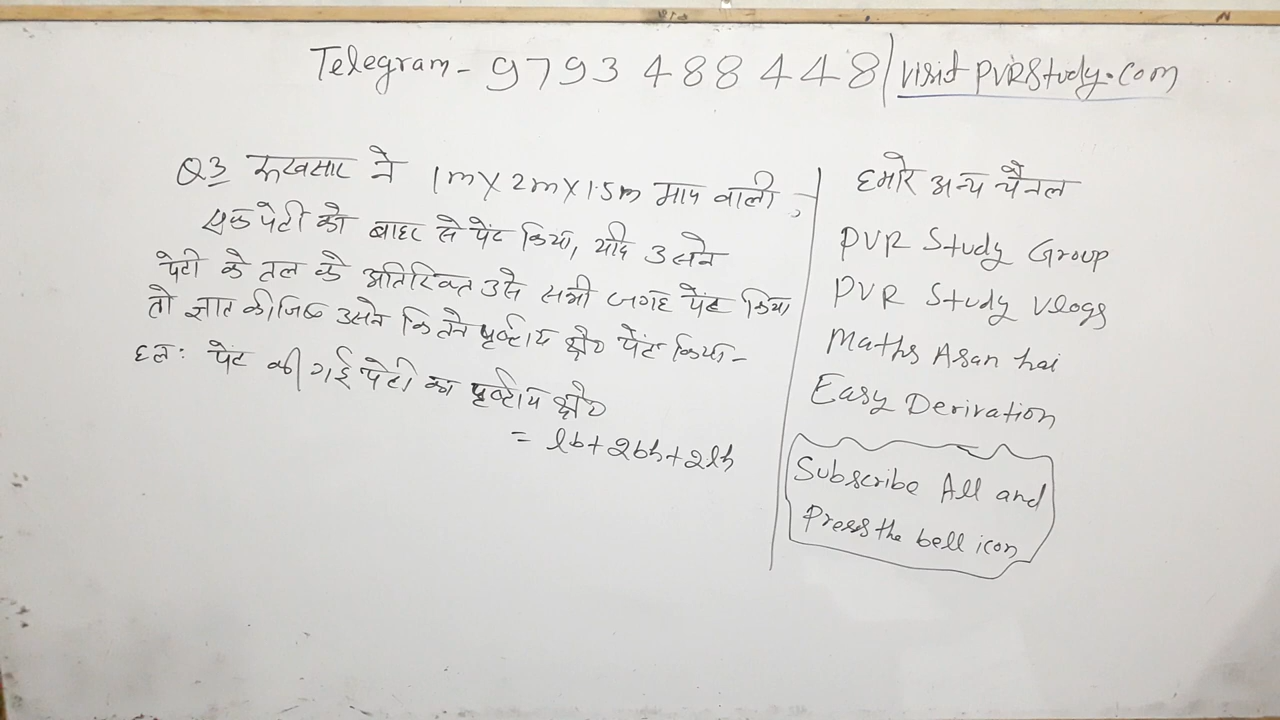 Telegram - 9793488448 | visit PVRStudy.com
Q3 रुखसार ने 1m X 2m X 1.5m माप वाली,
एक पेटी को बाहर से पेंट किया, यदि उसने
पेटी के तल के अतिरिक्त उसे सभी जगह पेंट किया
तो ज्ञात कीजिए उसने कितने पृष्ठीय क्षेत्र पेंट किया-
हल: पेंट की गई पेटी का पृष्ठीय क्षेत्र
= lb + 2bh + 2lh
हमारे अन्य चैनल
PVR Study Group
PVR Study Vlogs
Maths Asan hai
Easy Derivation
Subscribe All and
Press the bell icon